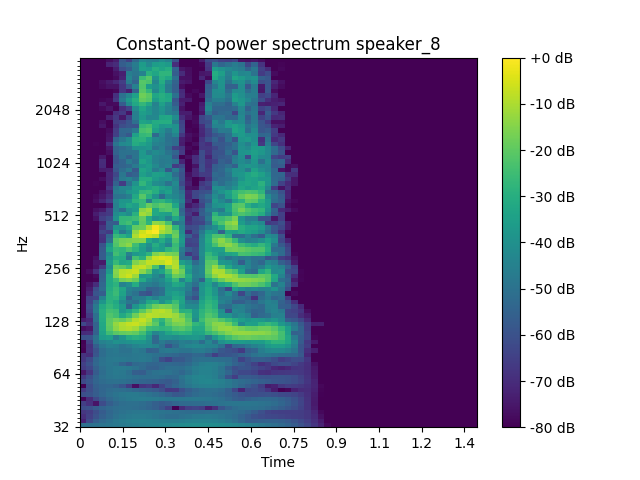 Constant-Q power spectrum speaker_8
Hz
2048
1024
512
256
128
64
32
0 0.15 0.3 0.45 0.6 0.75 0.9 1.1 1.2 1.4
Time
+0 dB
-10 dB
-20 dB
-30 dB
-40 dB
-50 dB
-60 dB
-70 dB
-80 dB